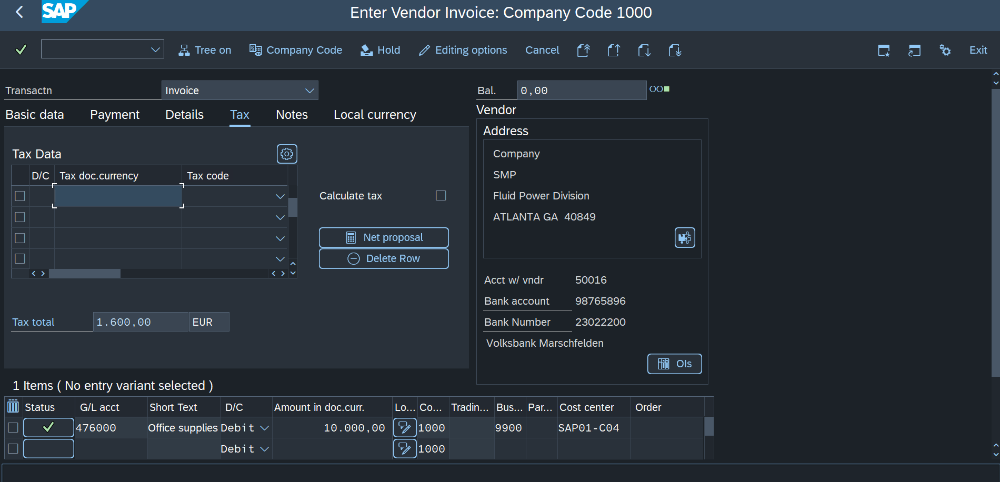 SAP
Enter Vendor Invoice: Company Code 1000
Tree on
Company Code
Hold
Editing options
Cancel
Exit
Transactn Invoice
Bal. 0,00
Basic data Payment Details Tax Notes Local currency
Vendor
Address
Company
SMP
Fluid Power Division
ATLANTA GA 40849
Tax Data
D/C Tax doc.currency Tax code
Calculate tax
Net proposal
Delete Row
Tax total 1.600,00 EUR
Acct w/ vndr 50016
Bank account 98765896
Bank Number 23022200
Volksbank Marschfelden
OIs
1 Items ( No entry variant selected )
Status G/L acct Short Text D/C Amount in doc.curr. Lo... Co... Tradin... Bus... Par... Cost center Order
476000 Office supplies Debit 10.000,00 1000 9900 SAP01-C04
Debit 1000